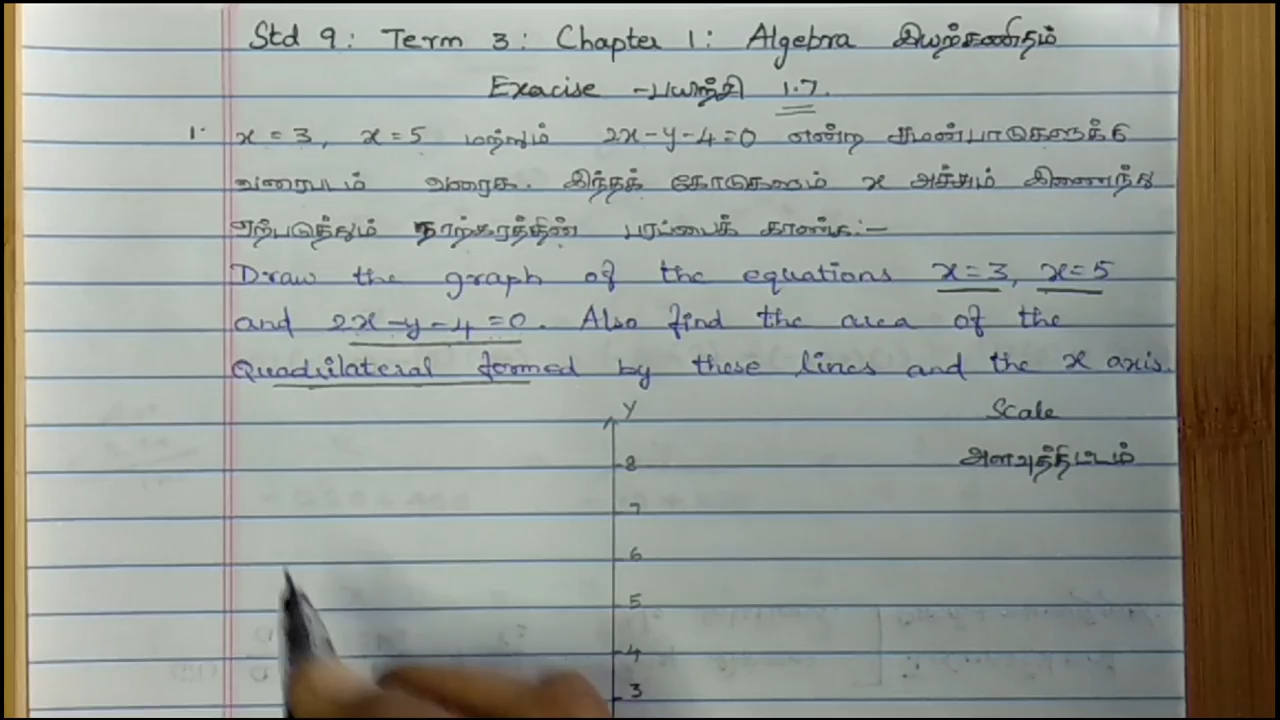 Std 9: Term 3: Chapter 1: Algebra இயற்கணிதம்
Exacise - பயிற்சி 1.7.
1. x = 3, x = 5 மற்றும் 2x-y-4=0 என்ற சமன்பாடுகளுக்கு
வரைபடம் வரைக. இந்தக் கோடுகளும் x அச்சும் இணைந்து
ஏற்படுத்தும் நாற்கரத்தின் பரப்பைக் காண்க:-
Draw the graph of the equations x=3, x=5
and 2x-y-4=0. Also find the area of the
Quadrilateral formed by these lines and the x axis.
Y
Scale
அளவுத்திட்டம்
8
7
6
5
4
3